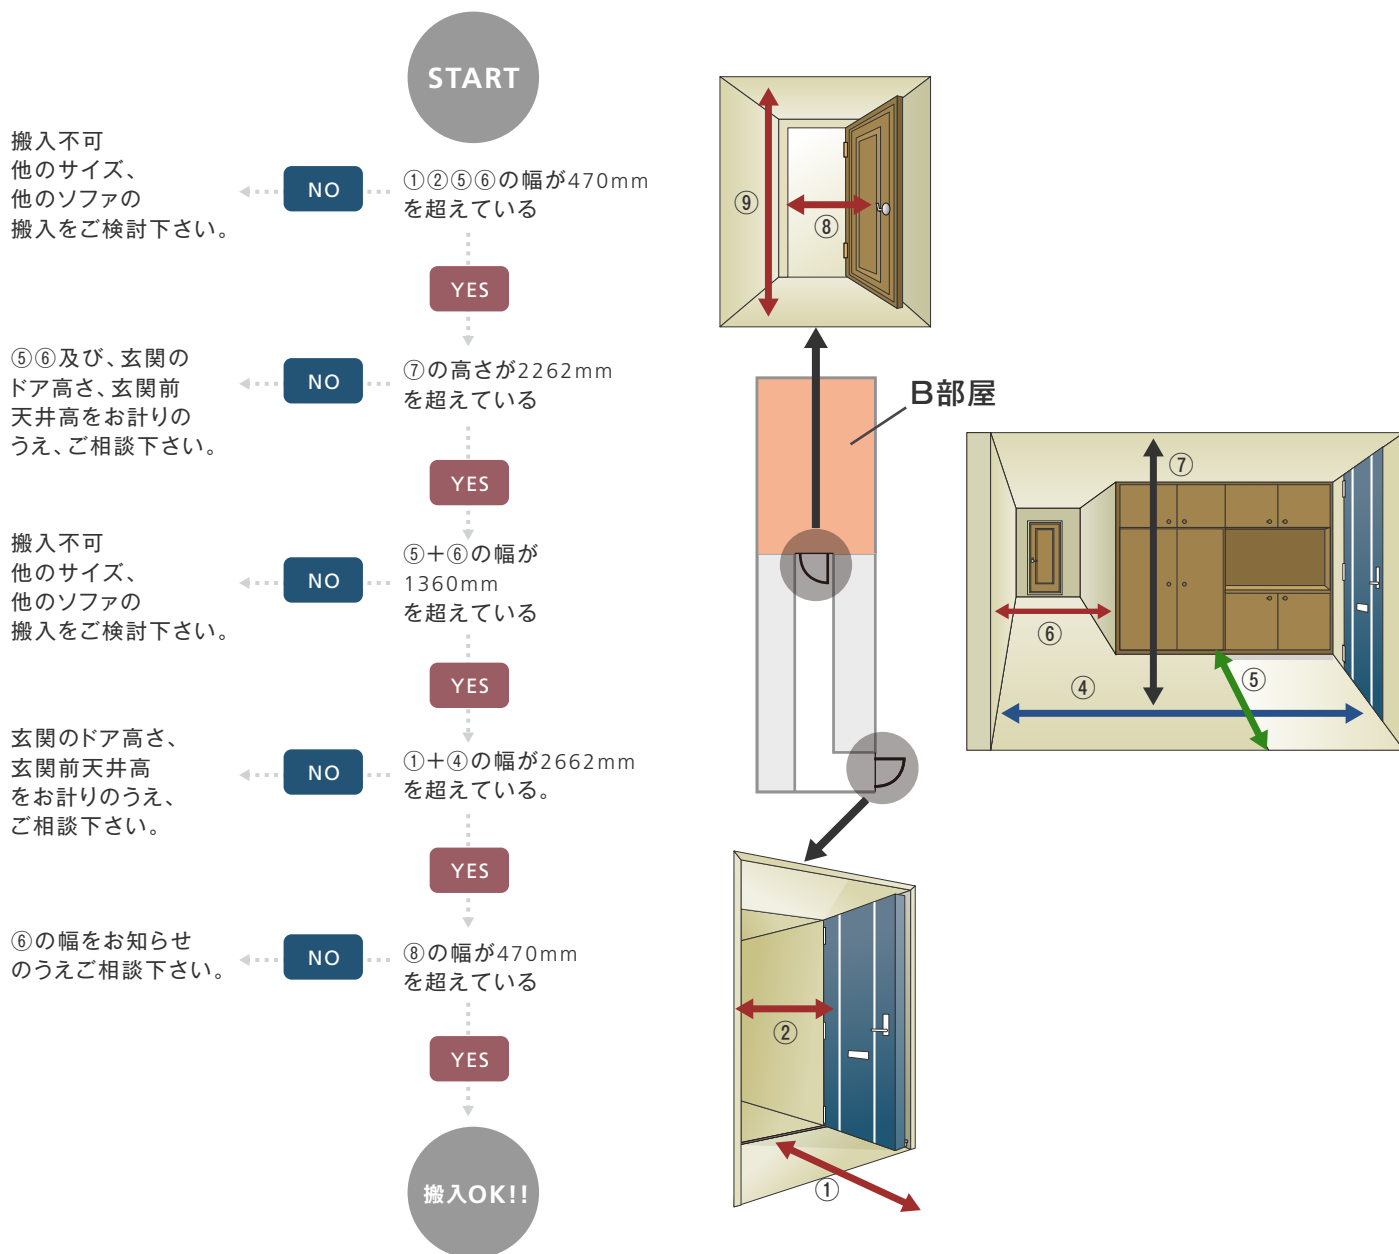 START
①②⑤⑥の幅が470mm
を超えている
NO
搬入不可
他のサイズ、
他のソファの
搬入をご検討下さい。
YES
⑦の高さが2262mm
を超えている
NO
⑤⑥及び、玄関の
ドア高さ、玄関前
天井高をお計りの
うえ、ご相談下さい。
YES
⑤＋⑥の幅が
1360mm
を超えている
NO
搬入不可
他のサイズ、
他のソファの
搬入をご検討下さい。
YES
①＋④の幅が2662mm
を超えている。
NO
玄関のドア高さ、
玄関前天井高
をお計りのうえ、
ご相談下さい。
YES
⑧の幅が470mm
を超えている
NO
⑥の幅をお知らせ
のうえご相談下さい。
YES
搬入OK!!
⑨
⑧
B部屋
⑦
⑥
④
⑤
②
①